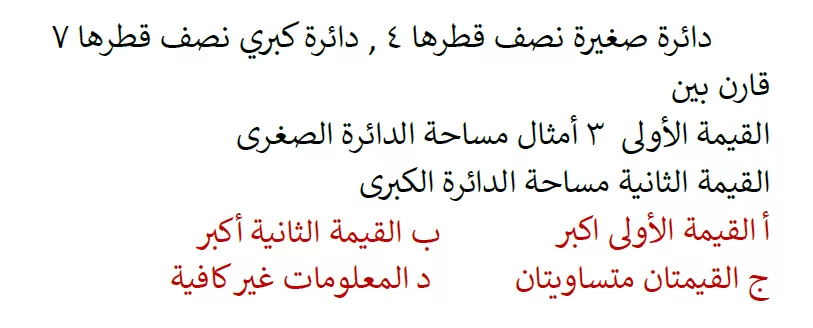 دائرة صغيرة نصف قطرها ٤ , دائرة كبري نصف قطرها ٧
قارن بين
القيمة الأولى ٣ أمثال مساحة الدائرة الصغرى
القيمة الثانية مساحة الدائرة الكبرى
أ القيمة الأولى اكبر ب القيمة الثانية أكبر
ج القيمتان متساويتان د المعلومات غير كافية